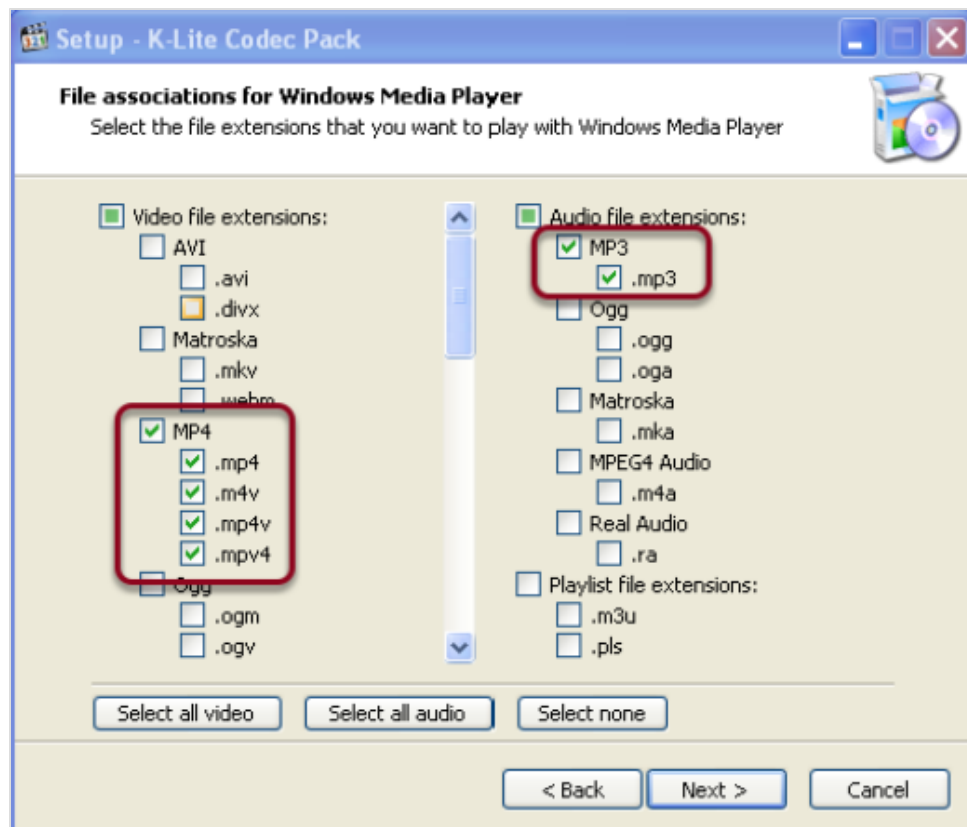 Setup - K-Lite Codec Pack
File associations for Windows Media Player
Select the file extensions that you want to play with Windows Media Player
Video file extensions:
AVI
.avi
.divx
Matroska
.mkv
.webm
MP4
.mp4
.m4v
.mp4v
.mpv4
Ogg
.ogm
.ogv
Audio file extensions:
MP3
.mp3
Ogg
.ogg
.oga
Matroska
.mka
MPEG4 Audio
.m4a
Real Audio
.ra
Playlist file extensions:
.m3u
.pls
Select all video
Select all audio
Select none
< Back
Next >
Cancel